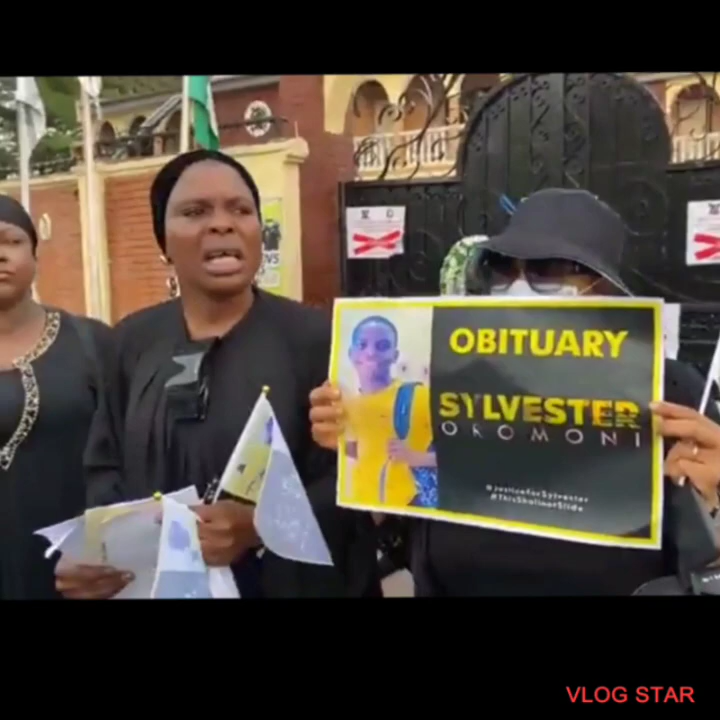 OBITUARY
SYLVESTER
OROMONI
#JusticeforSylvester
#ThisShallnotSlide
VLOG STAR